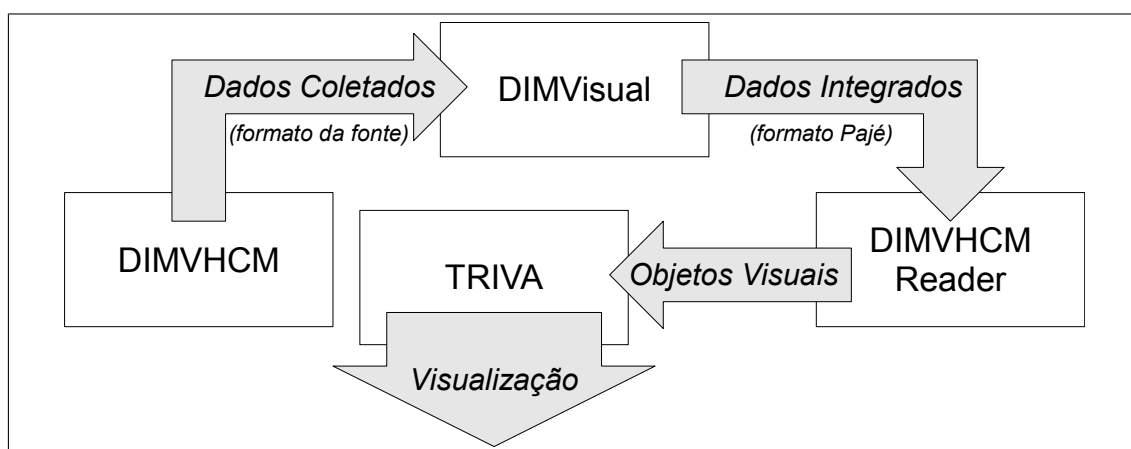 Dados Coletados
(formato da fonte)
DIMVisual
Dados Integrados
(formato Pajé)
DIMVHCM
TRIVA
Objetos Visuais
DIMVHCM
Reader
Visualização